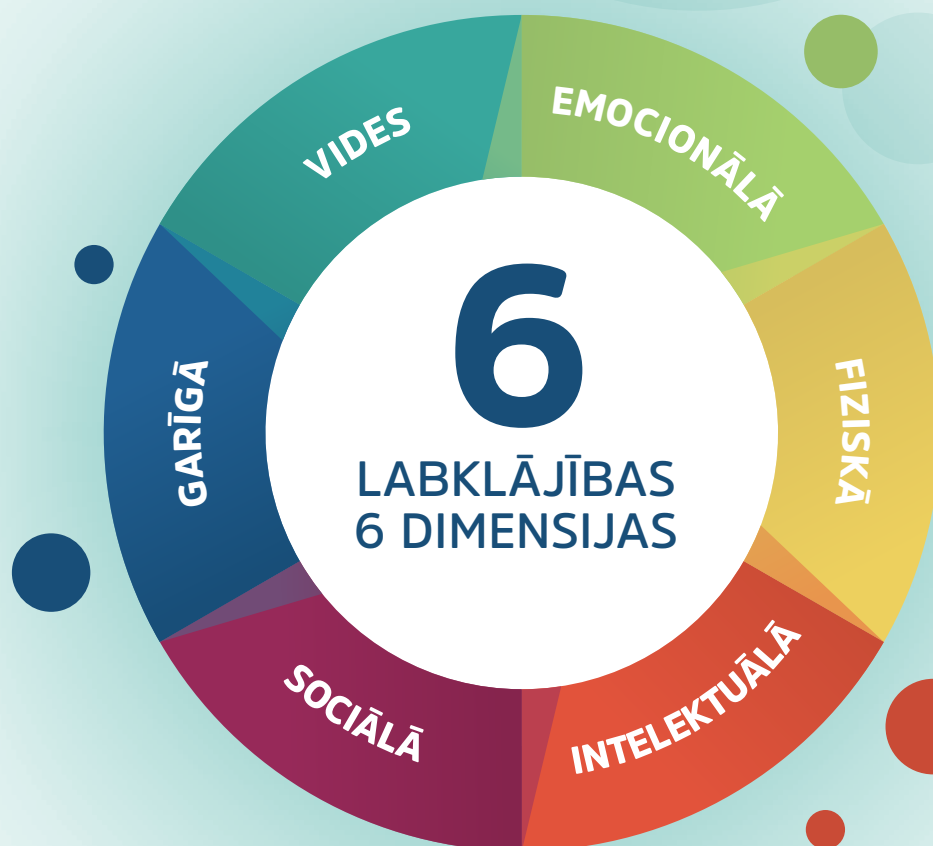 6
LABKLĀJĪBAS
6 DIMENSIJAS
EMOCIONĀLĀ
FIZISKĀ
INTELEKTUĀLĀ
SOCIĀLĀ
GARĪGĀ
VIDES